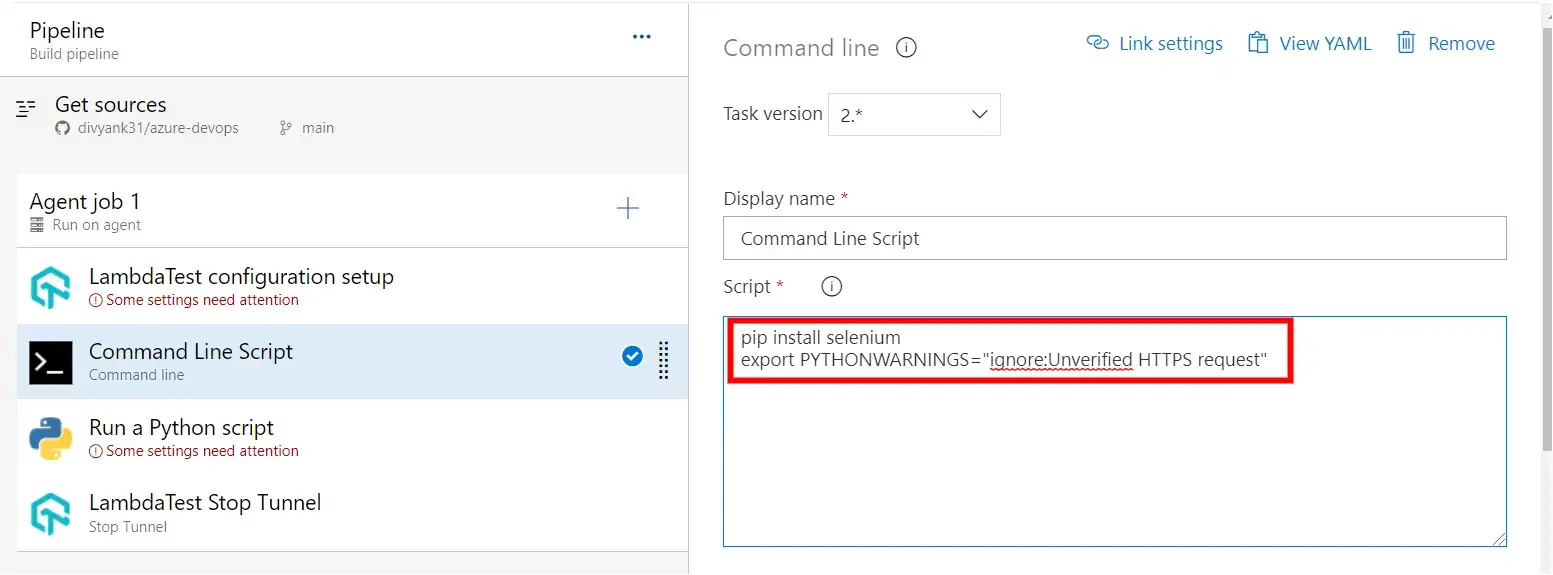 Pipeline
Build pipeline
Get sources
divyank31/azure-devops main
Agent job 1
Run on agent
LambdaTest configuration setup
Some settings need attention
Command Line Script
Command line
Run a Python script
Some settings need attention
LambdaTest Stop Tunnel
Stop Tunnel
Command line
Link settings
View YAML
Remove
Task version 2.*
Display name *
Command Line Script
Script *
pip install selenium
export PYTHONWARNINGS="ignore:Unverified HTTPS request"